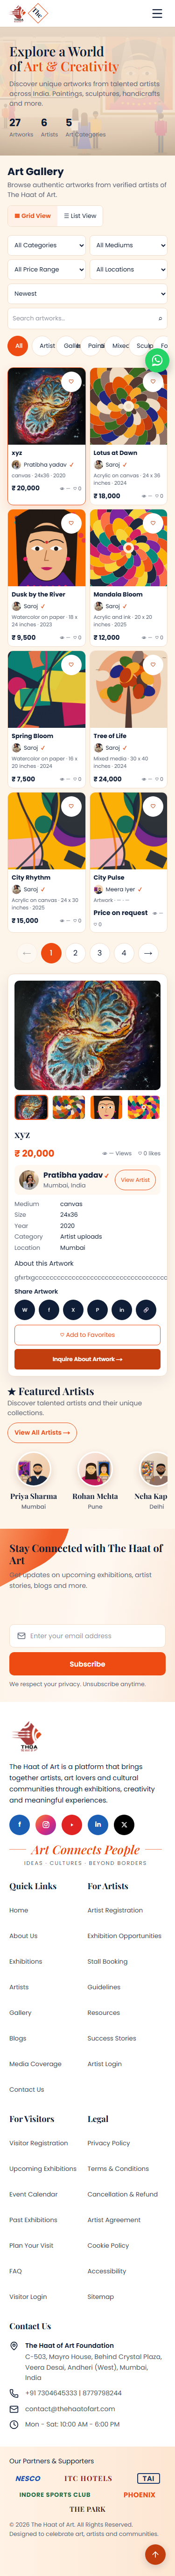 THOA
The
Explore a World
of Art & Creativity
Discover unique artworks from talented artists
across India. Paintings, sculptures, handicrafts
and more.
27
6
5
Artworks
Artists
Art Categories
Art Gallery
Browse authentic artworks from verified artists of
The Haat of Art.
Grid View
List View
All Categories
All Mediums
All Price Range
All Locations
Newest
Search artworks...
All
Artist
xyz
Pratibha yadav ✓
canvas · 24x36 · 2020
₹ 20,000
— ♡ 0
Lotus at Dawn
Saroj ✓
Acrylic on canvas · 24 x 36
inches · 2024
₹ 18,000
— ♡ 0
Dusk by the River
Saroj ✓
Watercolor on paper · 18 x
24 inches · 2023
₹ 9,500
— ♡ 0
Mandala Bloom
Saroj ✓
Acrylic and ink · 20 x 20
inches · 2025
₹ 12,000
— ♡ 0
Spring Bloom
Saroj ✓
Watercolor on paper · 16 x
20 inches · 2024
₹ 7,500
— ♡ 0
Tree of Life
Saroj ✓
Mixed media · 30 x 40
inches · 2024
₹ 24,000
— ♡ 0
City Rhythm
Saroj ✓
Acrylic on canvas · 24 x 30
inches · 2025
₹ 15,000
— ♡ 0
City Pulse
Meera Iyer ✓
Artwork · — · —
Price on request
—
♡ 0
← 1 2 3 4 →
xyz
₹ 20,000
— Views ♡ 0 likes
Pratibha yadav ✓
Mumbai, India
View Artist
Medium canvas
Size 24x36
Year 2020
Category Artist uploads
Location Mumbai
About this Artwork
Share Artwork
W f X P in
♡ Add to Favorites
Inquire About Artwork →
★ Featured Artists
Discover talented artists and their unique
collections.
View All Artists →
Priya Sharma
Mumbai
Rohan Mehta
Pune
Neha Kap
Delhi
Stay Connected with The Haat of
Art
Get updates on upcoming exhibitions, artist
stories, blogs and more.
Enter your email address
Subscribe
We respect your privacy. Unsubscribe anytime.
THOA
The Haat of Art is a platform that brings
together artists, art lovers and cultural
communities through exhibitions, creativity
and meaningful experiences.
f in X
Art Connects People
IDEAS · CULTURES · BEYOND BORDERS
Quick Links
Home
About Us
Exhibitions
Artists
Gallery
Blogs
Media Coverage
Contact Us
For Artists
Artist Registration
Exhibition Opportunities
Stall Booking
Guidelines
Resources
Success Stories
Artist Login
For Visitors
Visitor Registration
Upcoming Exhibitions
Event Calendar
Past Exhibitions
Plan Your Visit
FAQ
Visitor Login
Legal
Privacy Policy
Terms & Conditions
Cancellation & Refund
Artist Agreement
Cookie Policy
Accessibility
Sitemap
Contact Us
The Haat of Art Foundation
C-503, Mayro House, Behind Crystal Plaza,
Veera Desai, Andheri (West), Mumbai,
India
+91 7304645333 | 8779798244
contact@thehaatofart.com
Mon - Sat: 10:00 AM - 6:00 PM
Our Partners & Supporters
NESCO
ITC HOTELS
TAI
INDORE SPORTS CLUB
PHOENIX
THE PARK
© 2026 The Haat of Art. All Rights Reserved.
Designed to celebrate art, artists and communities.